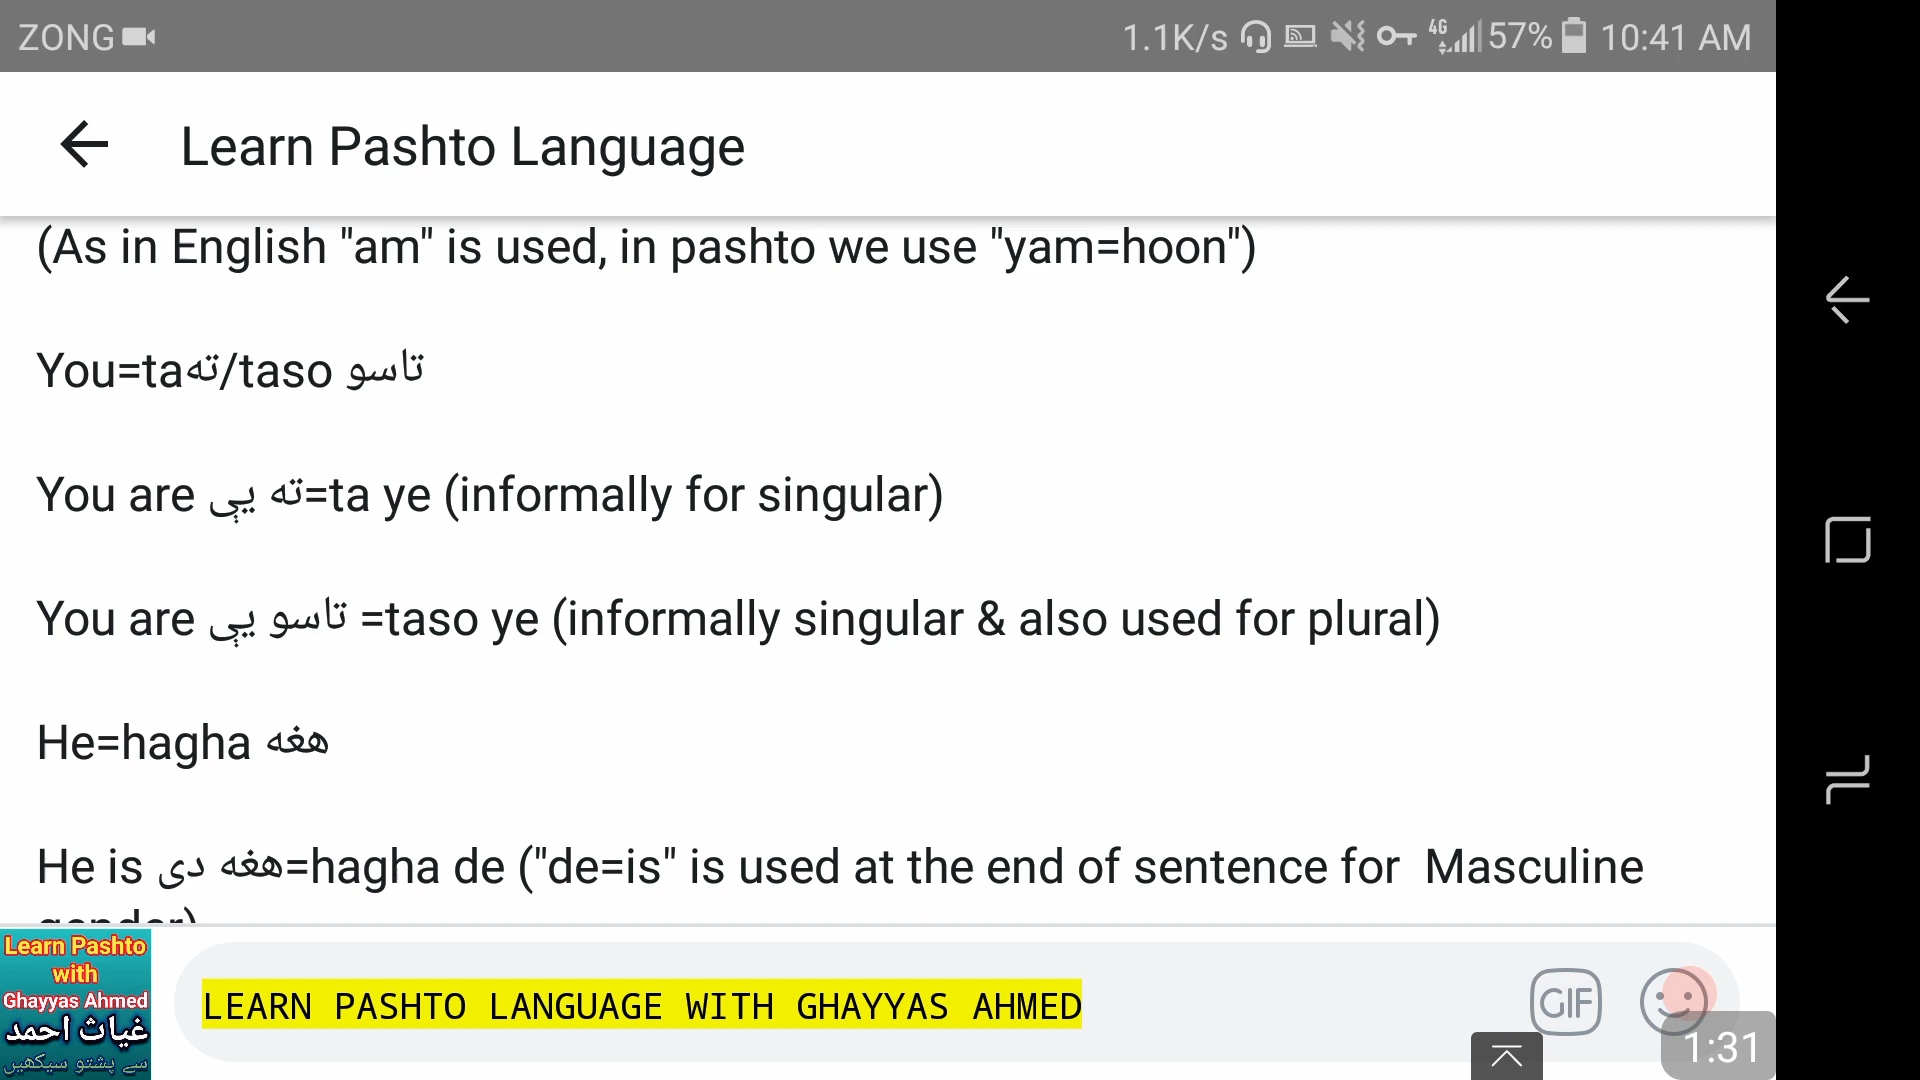 ZONG 1.1K/s 4G 57% 10:41 AM
Learn Pashto Language
(As in English "am" is used, in pashto we use "yam=hoon")
You=taته/taso تاسو
You are ته يې=ta ye (informally for singular)
You are تاسو يې =taso ye (informally singular & also used for plural)
He=hagha هغه
He is هغه دی=hagha de ("de=is" is used at the end of sentence for  Masculine
gender)
Learn Pashto
with
Ghayyas Ahmed
غیاث احمد
سے پشتو سیکھیں
LEARN PASHTO LANGUAGE WITH GHAYYAS AHMED
GIF
1:31